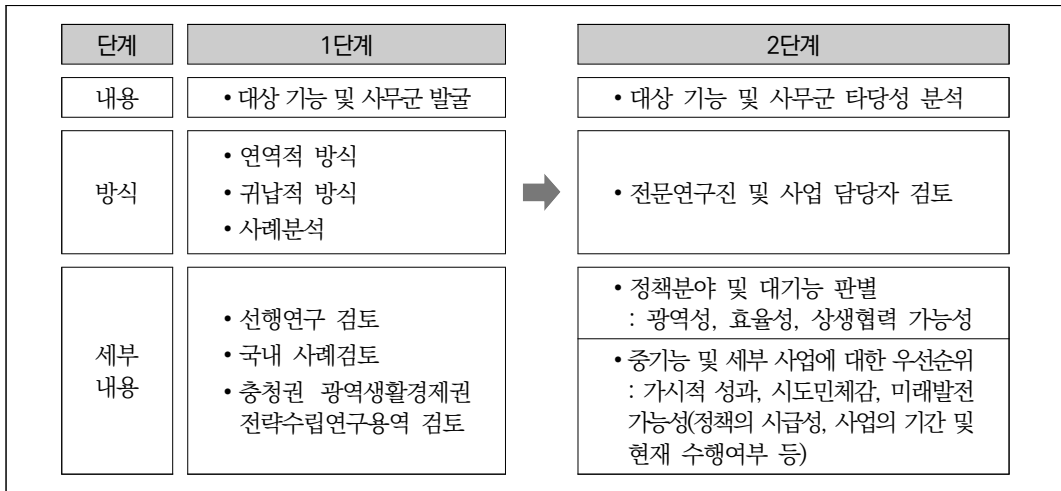 단계
1단계
2단계
내용
• 대상 기능 및 사무군 발굴
• 대상 기능 및 사무군 타당성 분석
방식
• 연역적 방식
• 귀납적 방식
• 사례분석
• 전문연구진 및 사업 담당자 검토
세부
내용
• 선행연구 검토
• 국내 사례검토
• 충청권 광역생활경제권
전략수립연구용역 검토
• 정책분야 및 대기능 판별
: 광역성, 효율성, 상생협력 가능성
• 중기능 및 세부 사업에 대한 우선순위
: 가시적 성과, 시도민체감, 미래발전
가능성(정책의 시급성, 사업의 기간 및
현재 수행여부 등)